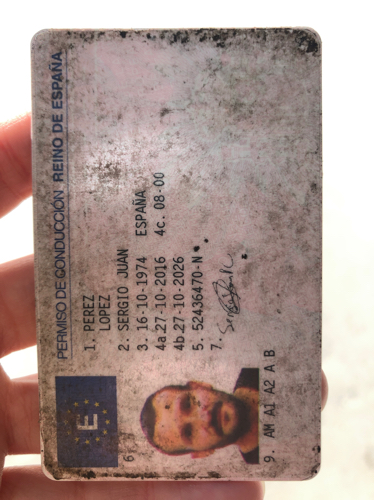 PERMISO DE CONDUCCIÓN REINO DE ESPAÑA
1. PEREZ
LOPEZ
2. SERGIO JUAN
3. 16-10-1974 ESPAÑA
4a.27-10-2016 4c. 08-00
4b.27-10-2026
5. 52436470-N
7.
E
6
9. AM A1 A2 A B